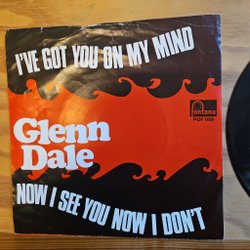 I'VE GOT YOU ON MY MIND
fontana
Glenn
Dale
NOW I SEE YOU NOW I DON'T